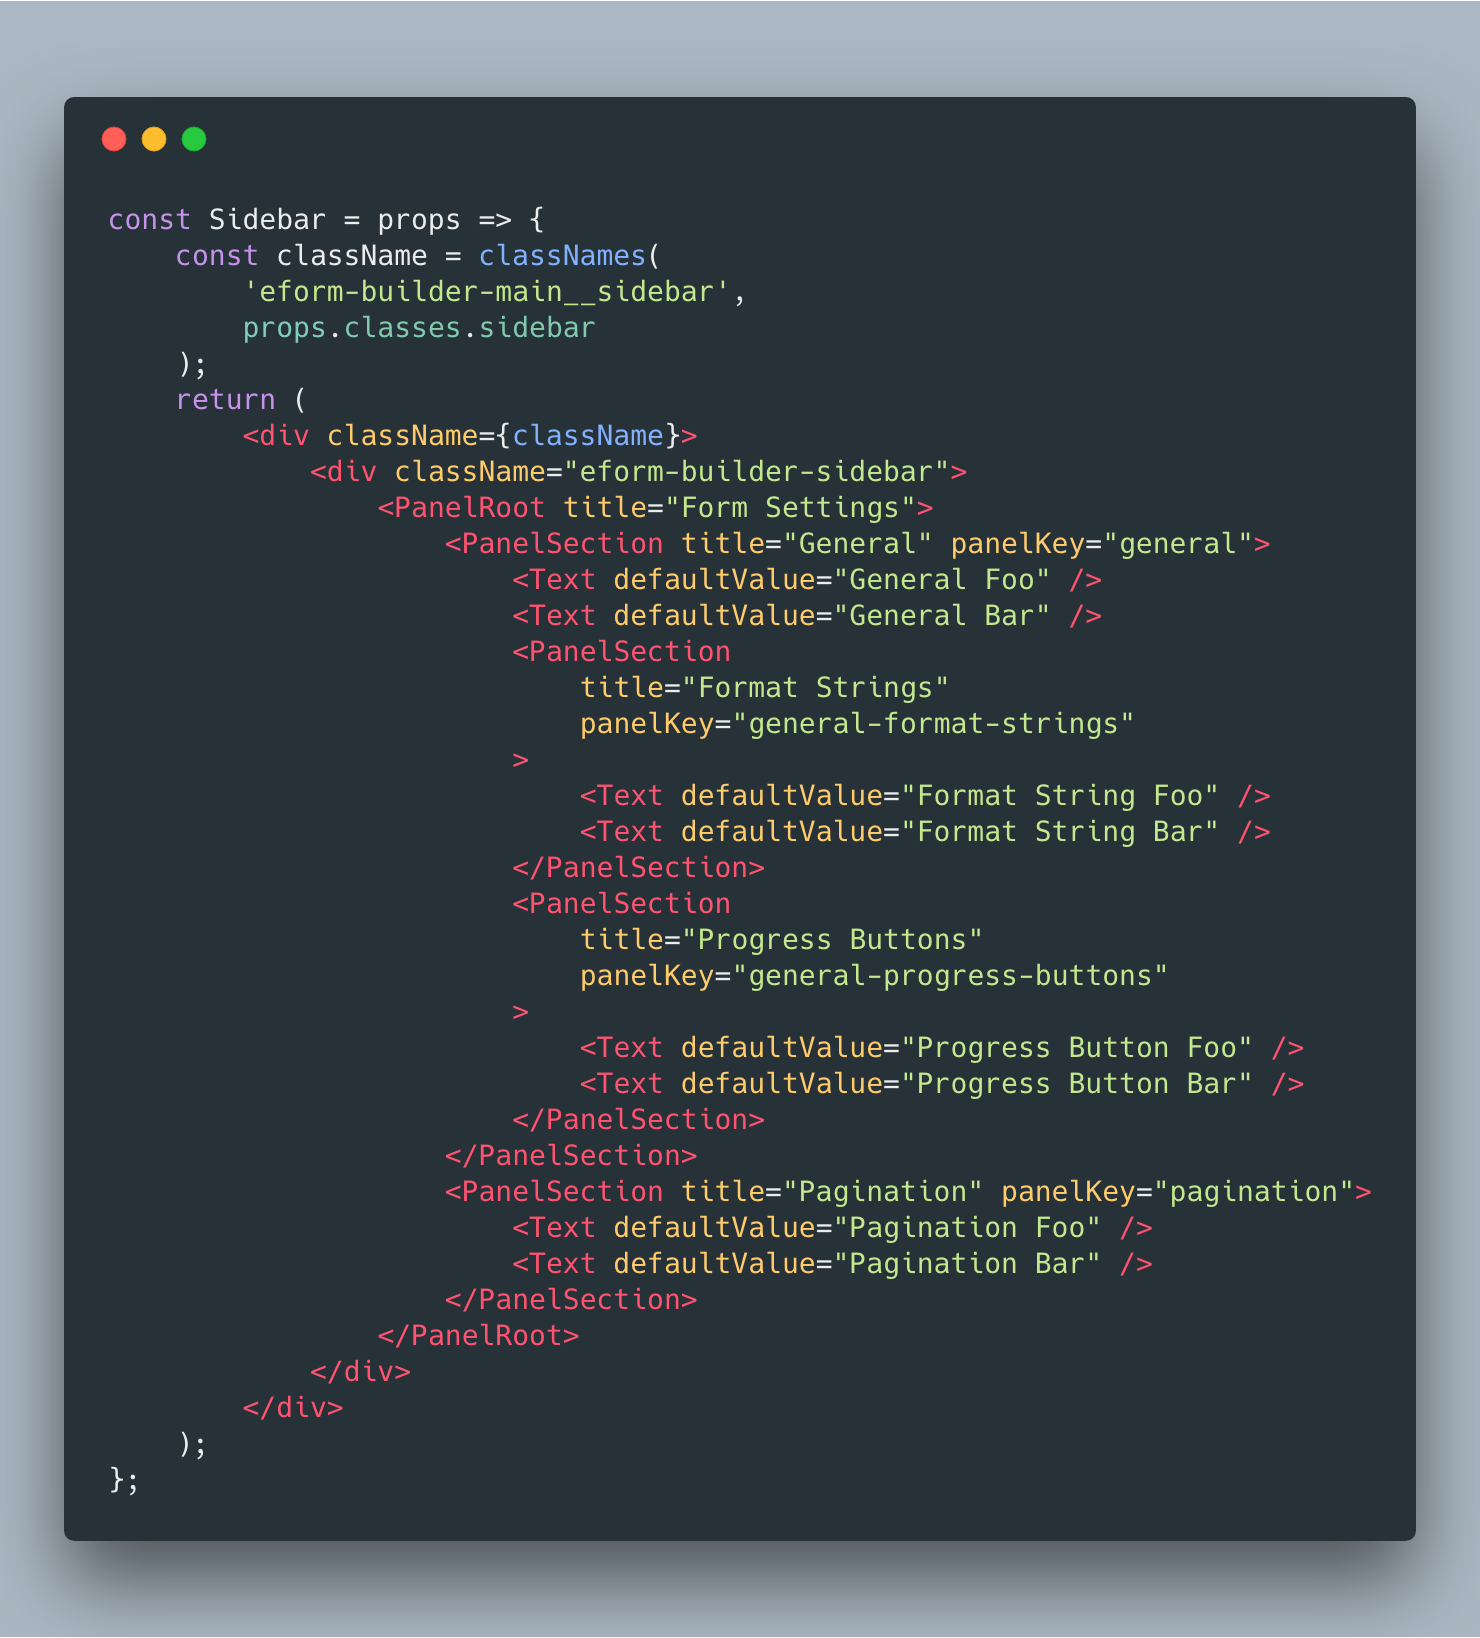 const Sidebar = props => {
    const className = classNames(
        'eform-builder-main__sidebar',
        props.classes.sidebar
    );
    return (
        <div className={className}>
            <div className="eform-builder-sidebar">
                <PanelRoot title="Form Settings">
                    <PanelSection title="General" panelKey="general">
                        <Text defaultValue="General Foo" />
                        <Text defaultValue="General Bar" />
                        <PanelSection
                            title="Format Strings"
                            panelKey="general-format-strings"
                        >
                            <Text defaultValue="Format String Foo" />
                            <Text defaultValue="Format String Bar" />
                        </PanelSection>
                        <PanelSection
                            title="Progress Buttons"
                            panelKey="general-progress-buttons"
                        >
                            <Text defaultValue="Progress Button Foo" />
                            <Text defaultValue="Progress Button Bar" />
                        </PanelSection>
                    </PanelSection>
                    <PanelSection title="Pagination" panelKey="pagination">
                        <Text defaultValue="Pagination Foo" />
                        <Text defaultValue="Pagination Bar" />
                    </PanelSection>
                </PanelRoot>
            </div>
        </div>
    );
};